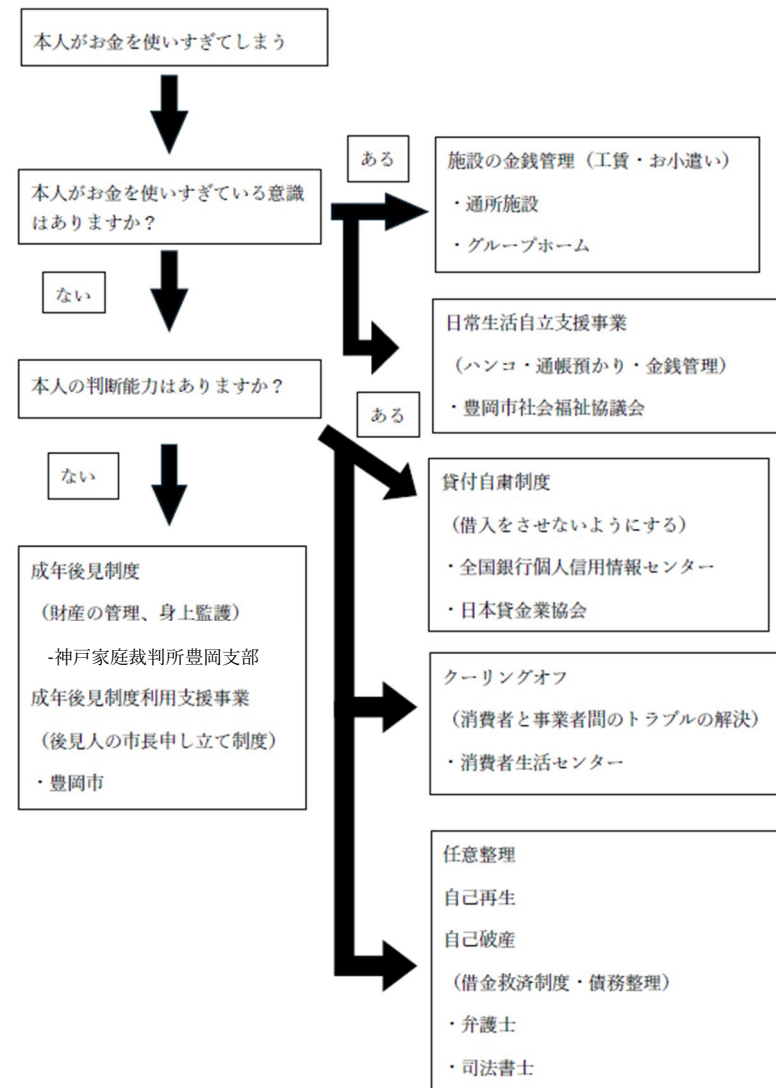 本人がお金を使いすぎてしまう
本人がお金を使いすぎている意識
はありますか?
ある
施設の金銭管理（工賃・お小遣い）
・通所施設
・グループホーム
日常生活自立支援事業
（ハンコ・通帳預かり・金銭管理）
・豊岡市社会福祉協議会
ない
本人の判断能力はありますか?
ある
貸付自粛制度
（借入をさせないようにする）
・全国銀行個人信用情報センター
・日本貸金業協会
クーリングオフ
（消費者と事業者間のトラブルの解決）
・消費者生活センター
任意整理
自己再生
自己破産
（借金救済制度・債務整理）
・弁護士
・司法書士
ない
成年後見制度
（財産の管理、身上監護）
-神戸家庭裁判所豊岡支部
成年後見制度利用支援事業
（後見人の市長申し立て制度）
・豊岡市